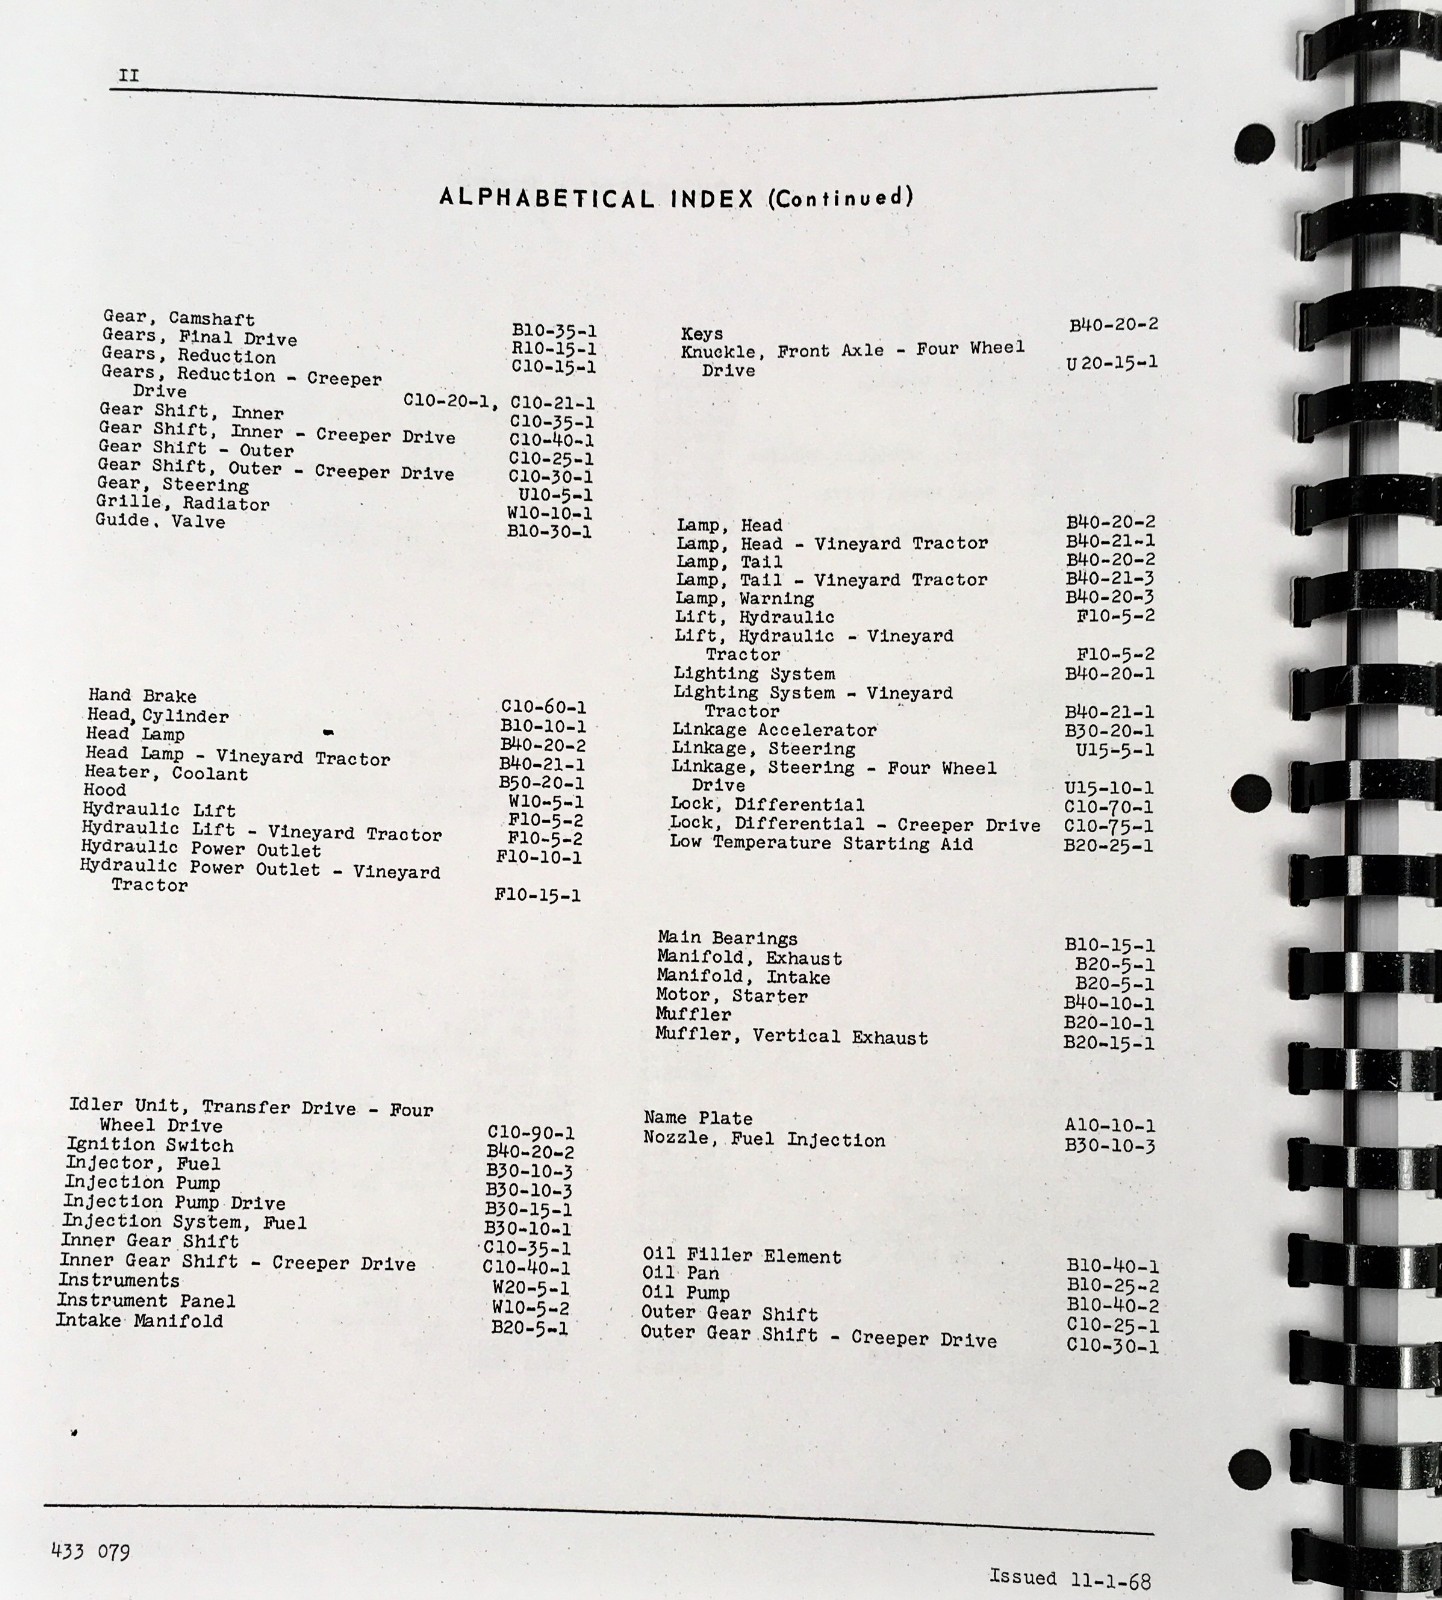 II
ALPHABETICAL INDEX (Continued)
Gear, Camshaft B10-35-1
Gears, Final Drive R10-15-1
Gears, Reduction C10-15-1
Gears, Reduction - Creeper
Drive C10-20-1, C10-21-1
Gear Shift, Inner C10-35-1
Gear Shift, Inner - Creeper Drive C10-40-1
Gear Shift - Outer C10-25-1
Gear Shift, Outer - Creeper Drive C10-30-1
Gear, Steering U10-5-1
Grille, Radiator W10-10-1
Guide, Valve B10-30-1
Hand Brake C10-60-1
Head, Cylinder B10-10-1
Head Lamp B40-20-2
Head Lamp - Vineyard Tractor B40-21-1
Heater, Coolant B50-20-1
Hood W10-5-1
Hydraulic Lift F10-5-2
Hydraulic Lift - Vineyard Tractor F10-5-2
Hydraulic Power Outlet F10-10-1
Hydraulic Power Outlet - Vineyard
Tractor F10-15-1
Idler Unit, Transfer Drive - Four
Wheel Drive C10-90-1
Ignition Switch B40-20-2
Injector, Fuel B30-10-3
Injection Pump B30-10-3
Injection Pump Drive B30-15-1
Injection System, Fuel B30-10-1
Inner Gear Shift C10-35-1
Inner Gear Shift - Creeper Drive C10-40-1
Instruments W20-5-1
Instrument Panel W10-5-2
Intake Manifold B20-5-1
Keys B40-20-2
Knuckle, Front Axle - Four Wheel
Drive U 20-15-1
Lamp, Head B40-20-2
Lamp, Head - Vineyard Tractor B40-21-1
Lamp, Tail B40-20-2
Lamp, Tail - Vineyard Tractor B40-21-3
Lamp, Warning B40-20-3
Lift, Hydraulic F10-5-2
Lift, Hydraulic - Vineyard
Tractor F10-5-2
Lighting System B40-20-1
Lighting System - Vineyard
Tractor B40-21-1
Linkage Accelerator B30-20-1
Linkage, Steering U15-5-1
Linkage, Steering - Four Wheel
Drive U15-10-1
Lock, Differential C10-70-1
Lock, Differential - Creeper Drive C10-75-1
Low Temperature Starting Aid B20-25-1
Main Bearings B10-15-1
Manifold, Exhaust B20-5-1
Manifold, Intake B20-5-1
Motor, Starter B40-10-1
Muffler B20-10-1
Muffler, Vertical Exhaust B20-15-1
Name Plate A10-10-1
Nozzle, Fuel Injection B30-10-3
Oil Filler Element B10-40-1
Oil Pan B10-25-2
Oil Pump B10-40-2
Outer Gear Shift C10-25-1
Outer Gear Shift - Creeper Drive C10-30-1
433 079
Issued 11-1-68